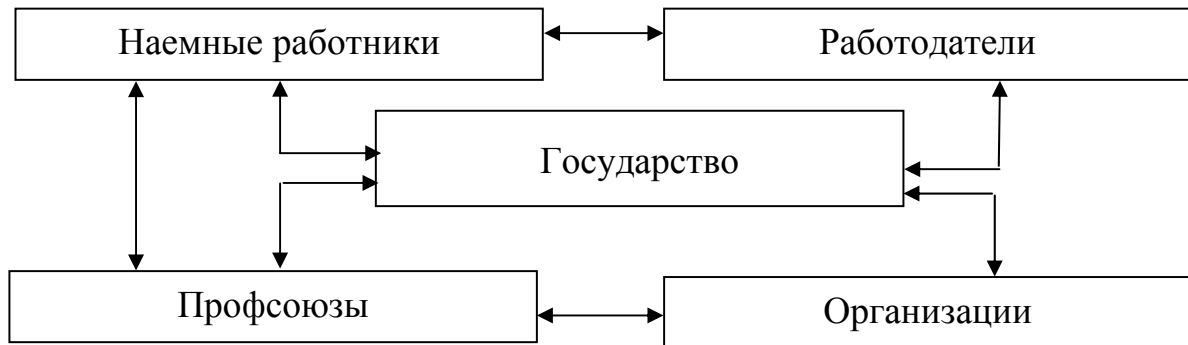 Наемные работники
Работодатели
Государство
Профсоюзы
Организации